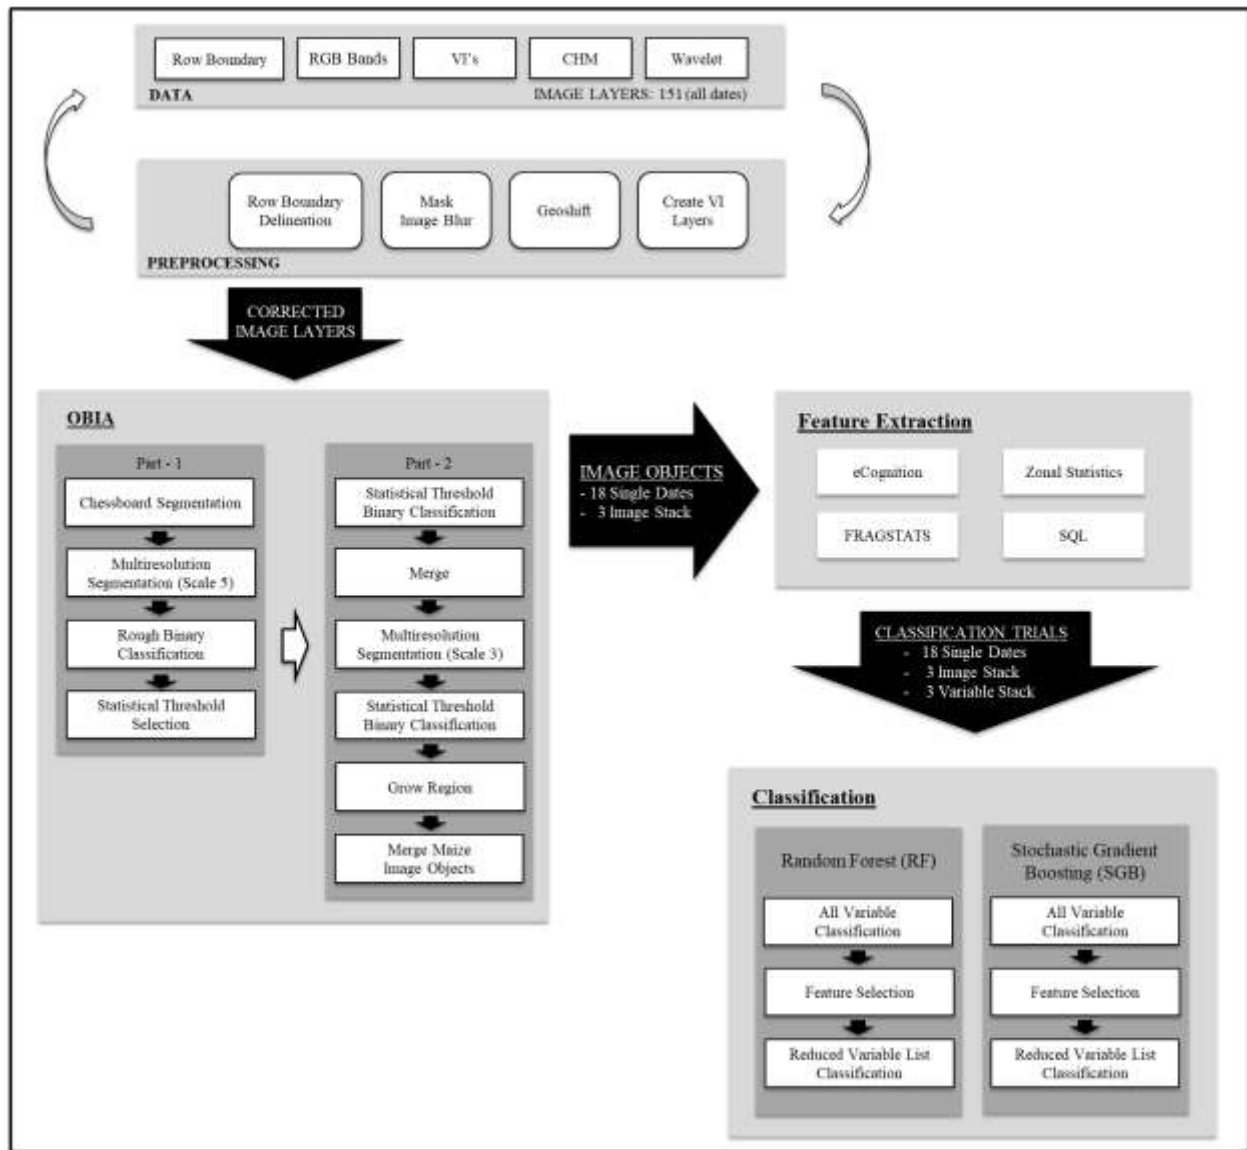 Row Boundary
RGB Bands
VI's
CHM
Wavelet
DATA
IMAGE LAYERS: 151 (all dates)
Row Boundary
Delineation
Mask
Image Blur
Geoshift
Create VI
Layers
PREPROCESSING
CORRECTED
IMAGE LAYERS
OBIA
Part - 1
Chessboard Segmentation
Multiresolution
Segmentation (Scale 5)
Rough Binary
Classification
Statistical Threshold
Selection
Part - 2
Statistical Threshold
Binary Classification
Merge
Multiresolution
Segmentation (Scale 3)
Statistical Threshold
Binary Classification
Grow Region
Merge Maize
Image Objects
IMAGE OBJECTS
- 18 Single Dates
- 3 Image Stack
Feature Extraction
eCognition
Zonal Statistics
FRAGSTATS
SQL
CLASSIFICATION TRIALS
- 18 Single Dates
- 3 Image Stack
- 3 Variable Stack
Classification
Random Forest (RF)
All Variable
Classification
Feature Selection
Reduced Variable List
Classification
Stochastic Gradient
Boosting (SGB)
All Variable
Classification
Feature Selection
Reduced Variable List
Classification